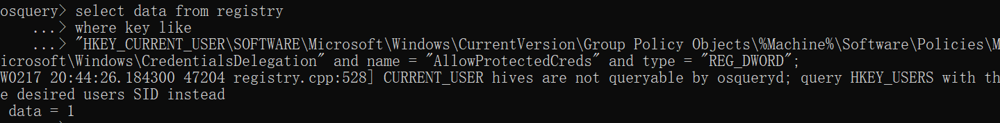 osquery> select data from registry
...> where key like
...> "HKEY_CURRENT_USER\SOFTWARE\Microsoft\Windows\CurrentVersion\Group Policy Objects\%Machine%\Software\Policies\M
icrosoft\Windows\CredentialsDelegation" and name = "AllowProtectedCreds" and type = "REG_DWORD";
W0217 20:44:26.184300 47204 registry.cpp:528] CURRENT_USER hives are not queryable by osqueryd; query HKEY_USERS with th
e desired users SID instead
data = 1